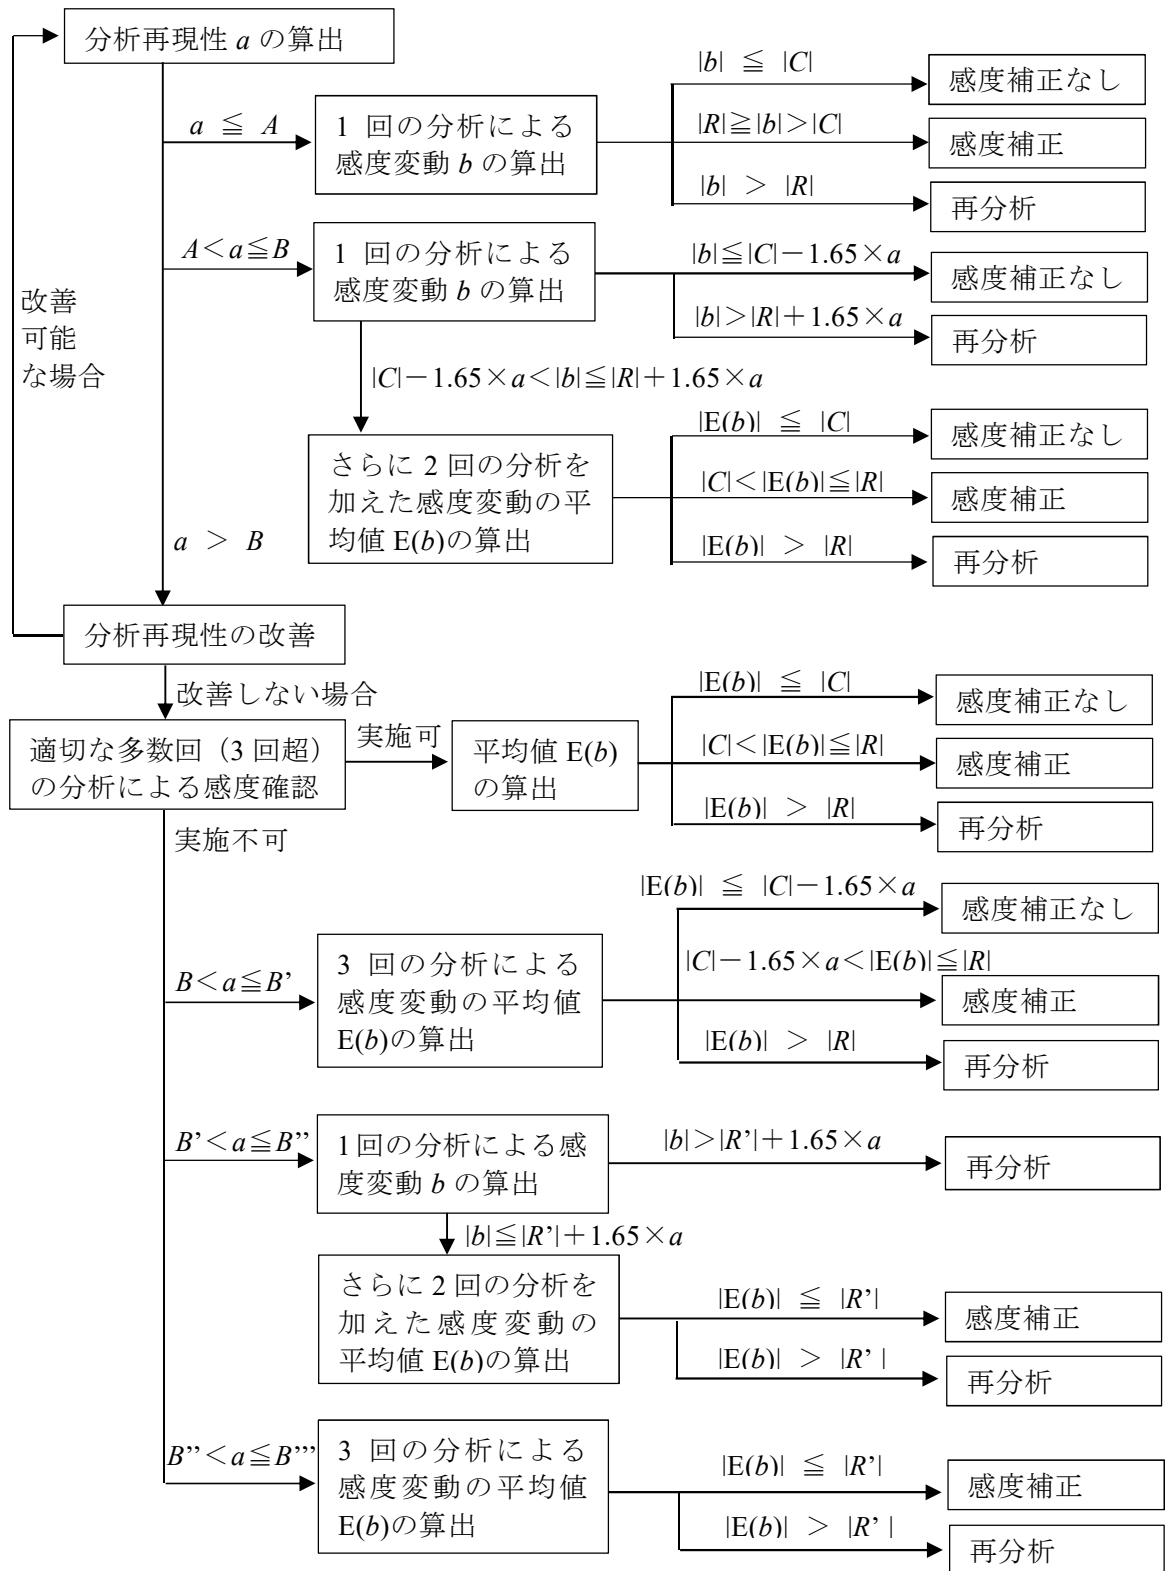 分析再現性 a の算出
|b| ≦ |C|
感度補正なし
a ≦ A
1 回の分析による
感度変動 b の算出
|R|≧|b|>|C|
感度補正
|b| > |R|
再分析
A<a≦B
1 回の分析による
感度変動 b の算出
|b|≦|C|−1.65×a
感度補正なし
|b|>|R|+1.65×a
再分析
改善
可能
な場合
|C|−1.65×a<|b|≦|R|+1.65×a
さらに 2 回の分析を
加えた感度変動の平
均値 E(b)の算出
|E(b)| ≦ |C|
感度補正なし
|C|<|E(b)|≦|R|
感度補正
|E(b)| > |R|
再分析
a > B
分析再現性の改善
改善しない場合
適切な多数回（3 回超）
の分析による感度確認
実施可
平均値 E(b)
の算出
|E(b)| ≦ |C|
感度補正なし
|C|<|E(b)|≦|R|
感度補正
|E(b)| > |R|
再分析
実施不可
B<a≦B’
3 回の分析による
感度変動の平均値
E(b)の算出
|E(b)| ≦ |C|−1.65×a
感度補正なし
|C|−1.65×a<|E(b)|≦|R|
感度補正
|E(b)| > |R|
再分析
B’<a≦B’’
1回の分析による感
度変動 b の算出
|b|>|R’|+1.65×a
再分析
|b|≦|R’|+1.65×a
さらに 2 回の分析を
加えた感度変動の
平均値 E(b)の算出
|E(b)| ≦ |R’|
感度補正
|E(b)| > |R’ |
再分析
B’’<a≦B’’’
3 回の分析による
感度変動の平均値
E(b)の算出
|E(b)| ≦ |R’|
感度補正
|E(b)| > |R’ |
再分析